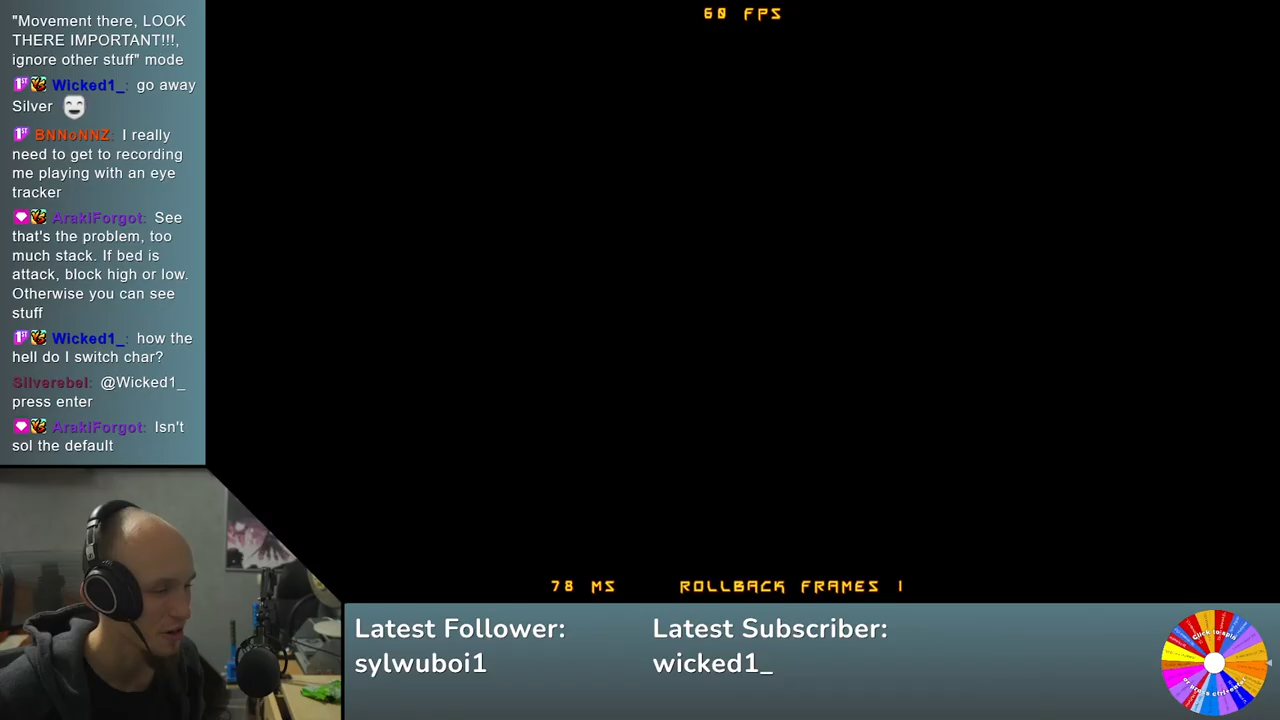 "Movement there, LOOK
THERE IMPORTANT!!!,
ignore other stuff" mode
Wicked1_: go away
Silver
BNNoNNZ: I really
need to get to recording
me playing with an eye
tracker
ArakiForgot: See
that's the problem, too
much stack. If bed is
attack, block high or low.
Otherwise you can see
stuff
Wicked1_: how the
hell do I switch char?
Silverebel: @Wicked1_
press enter
ArakiForgot: Isn't
sol the default
60 FPS
78 MS ROLLBACK FRAMES 1
Latest Follower:
sylwuboi1
Latest Subscriber:
wicked1_
Click to spin